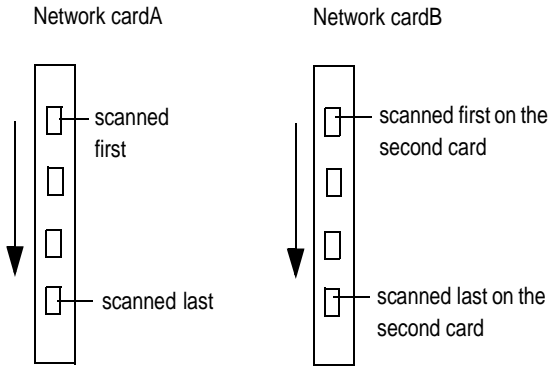 Network cardA
Network cardB
scanned
first
scanned last
scanned first on the
second card
scanned last on the
second card